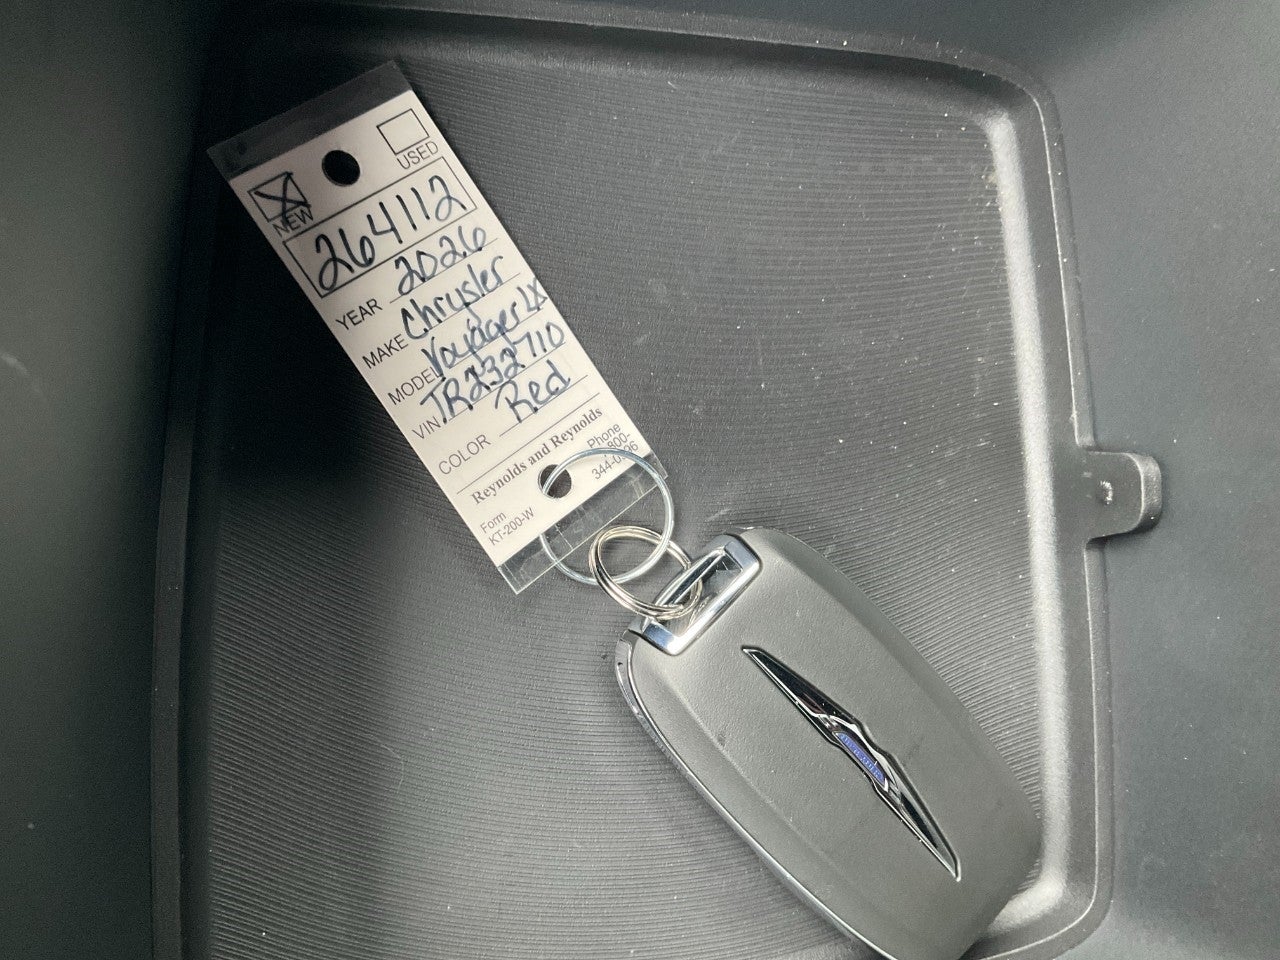 USED
X NEW
264112
YEAR 2026
MAKE Chrysler
MODEL Voyager LX
VIN TR232710
COLOR Red
Reynolds and Reynolds
Form
KT-200-W
Phone
800-